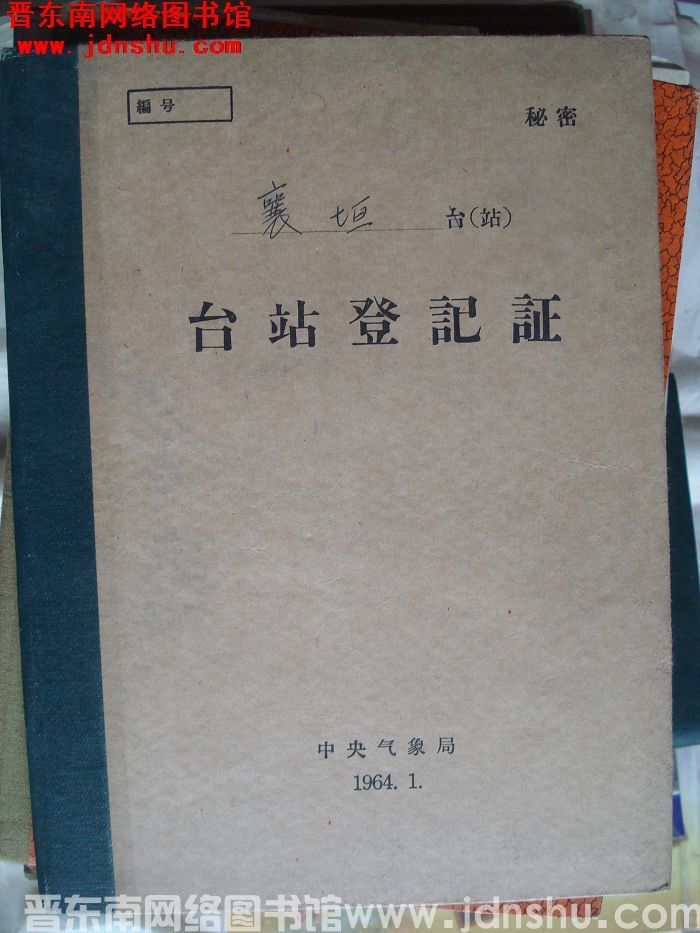 晋东南网络图书馆
www.jdnshu.com
編号
秘密
襄垣 台(站)
台站登記証
中央气象局
1964.1.
晋东南网络图书馆www.jdnshu.com